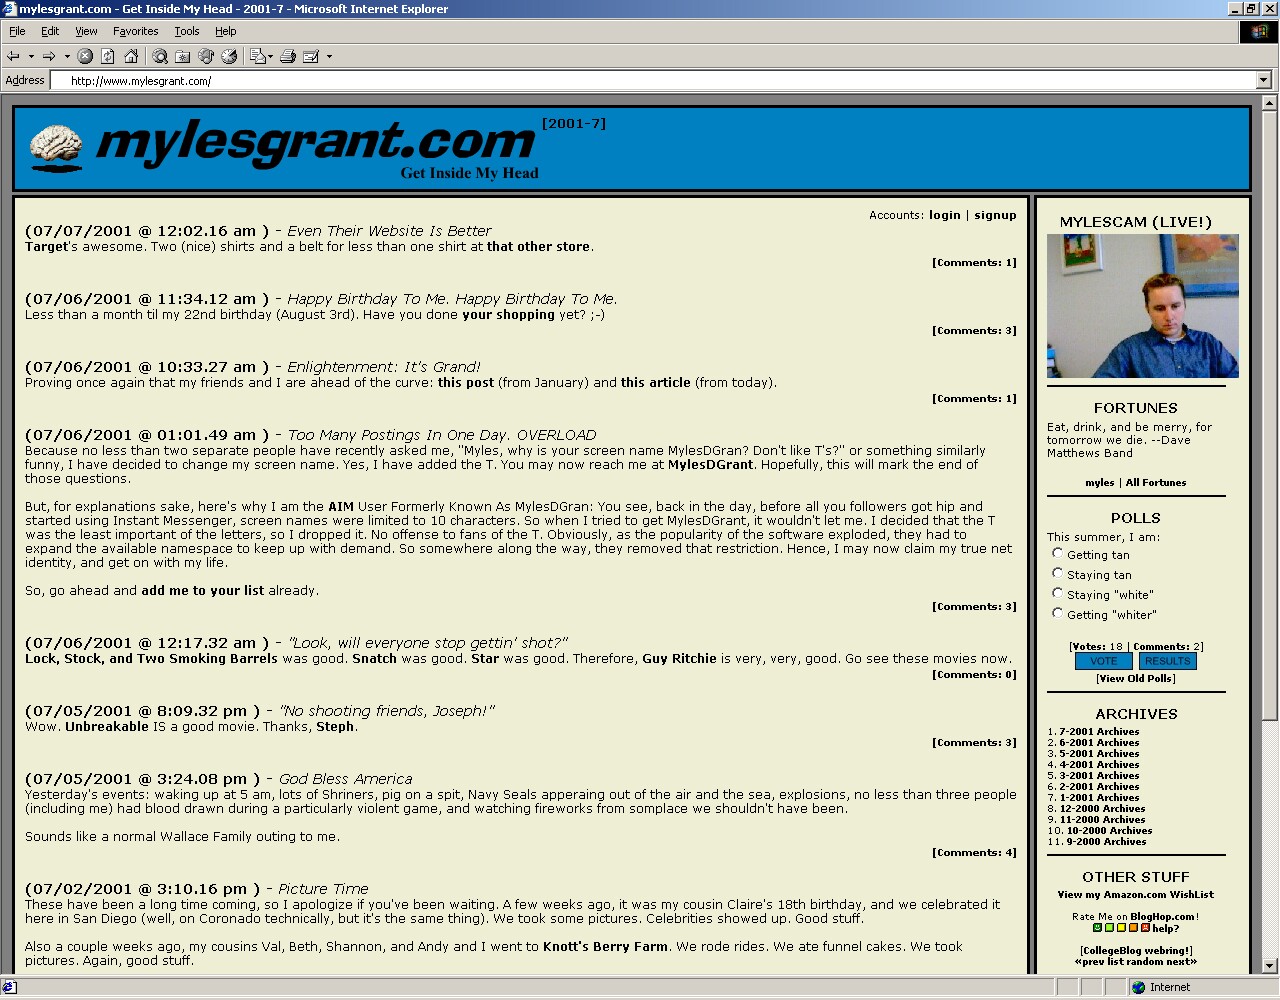 mylesgrant.com - Get Inside My Head - 2001-7 - Microsoft Internet Explorer
File Edit View Favorites Tools Help
Address http://www.mylesgrant.com/
mylesgrant.com [2001-7]
Get Inside My Head
Accounts: login | signup
(07/07/2001 @ 12:02.16 am ) - Even Their Website Is Better
Target's awesome. Two (nice) shirts and a belt for less than one shirt at that other store.
[Comments: 1]
(07/06/2001 @ 11:34.12 am ) - Happy Birthday To Me. Happy Birthday To Me.
Less than a month til my 22nd birthday (August 3rd). Have you done your shopping yet? ;-)
[Comments: 3]
(07/06/2001 @ 10:33.27 am ) - Enlightenment: It's Grand!
Proving once again that my friends and I are ahead of the curve: this post (from January) and this article (from today).
[Comments: 1]
(07/06/2001 @ 01:01.49 am ) - Too Many Postings In One Day. OVERLOAD
Because no less than two separate people have recently asked me, "Myles, why is your screen name MylesDGran? Don't like T's?" or something similarly
funny, I have decided to change my screen name. Yes, I have added the T. You may now reach me at MylesDGrant. Hopefully, this will mark the end of
those questions.
But, for explanations sake, here's why I am the AIM User Formerly Known As MylesDGran: You see, back in the day, before all you followers got hip and
started using Instant Messenger, screen names were limited to 10 characters. So when I tried to get MylesDGrant, it wouldn't let me. I decided that the T
was the least important of the letters, so I dropped it. No offense to fans of the T. Obviously, as the popularity of the software exploded, they had to
expand the available namespace to keep up with demand. So somewhere along the way, they removed that restriction. Hence, I may now claim my true net
identity, and get on with my life.
So, go ahead and add me to your list already.
[Comments: 3]
(07/06/2001 @ 12:17.32 am ) - "Look, will everyone stop gettin' shot?"
Lock, Stock, and Two Smoking Barrels was good. Snatch was good. Star was good. Therefore, Guy Ritchie is very, very, good. Go see these movies now.
[Comments: 0]
(07/05/2001 @ 8:09.32 pm ) - "No shooting friends, Joseph!"
Wow. Unbreakable IS a good movie. Thanks, Steph.
[Comments: 3]
(07/05/2001 @ 3:24.08 pm ) - God Bless America
Yesterday's events: waking up at 5 am, lots of Shriners, pig on a spit, Navy Seals apperaing out of the air and the sea, explosions, no less than three people
(including me) had blood drawn during a particularly violent game, and watching fireworks from somplace we shouldn't have been.
Sounds like a normal Wallace Family outing to me.
[Comments: 4]
(07/02/2001 @ 3:10.16 pm ) - Picture Time
These have been a long time coming, so I apologize if you've been waiting. A few weeks ago, it was my cousin Claire's 18th birthday, and we celebrated it
here in San Diego (well, on Coronado technically, but it's the same thing). We took some pictures. Celebrities showed up. Good stuff.
Also a couple weeks ago, my cousins Val, Beth, Shannon, and Andy and I went to Knott's Berry Farm. We rode rides. We ate funnel cakes. We took
pictures. Again, good stuff.
MYLESCAM (LIVE!)
FORTUNES
Eat, drink, and be merry, for
tomorrow we die. --Dave
Matthews Band
myles | All Fortunes
POLLS
This summer, I am:
Getting tan
Staying tan
Staying "white"
Getting "whiter"
[Votes: 18 | Comments: 2]
VOTE RESULTS
[View Old Polls]
ARCHIVES
1. 7-2001 Archives
2. 6-2001 Archives
3. 5-2001 Archives
4. 4-2001 Archives
5. 3-2001 Archives
6. 2-2001 Archives
7. 1-2001 Archives
8. 12-2000 Archives
9. 11-2000 Archives
10. 10-2000 Archives
11. 9-2000 Archives
OTHER STUFF
View my Amazon.com WishList
Rate Me on BlogHop.com!
help?
[CollegeBlog webring!]
«prev list random next»
Internet